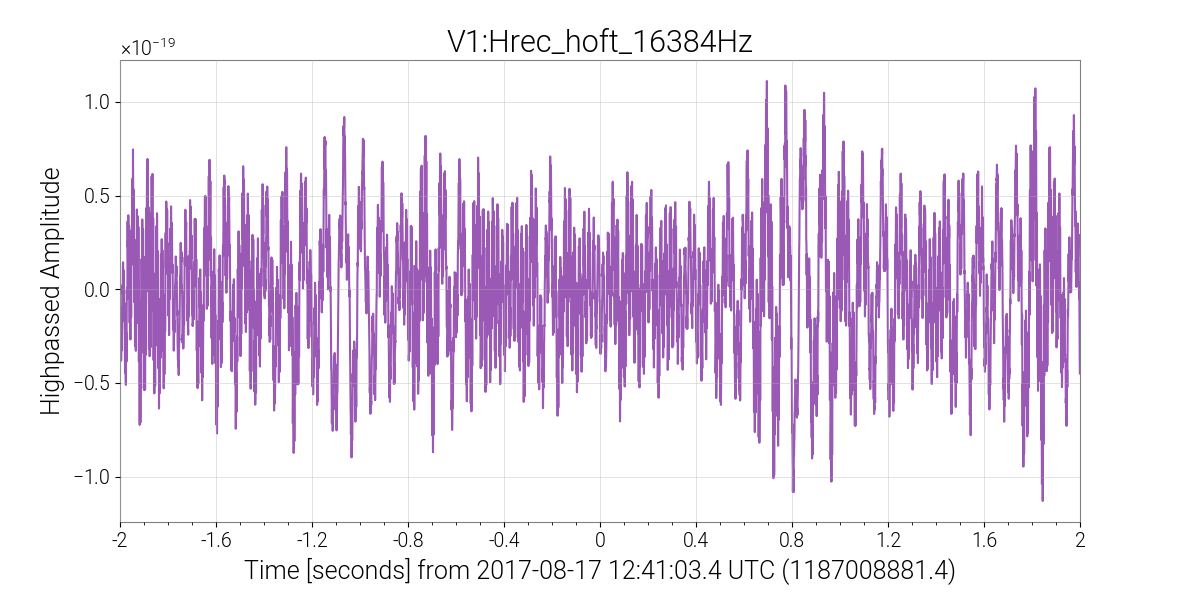 V1:Hrec_hoft_16384Hz
×10⁻¹⁹
1.0
0.5
0.0
−0.5
−1.0
Highpassed Amplitude
-2 -1.6 -1.2 -0.8 -0.4 0 0.4 0.8 1.2 1.6 2
Time [seconds] from 2017-08-17 12:41:03.4 UTC (1187008881.4)